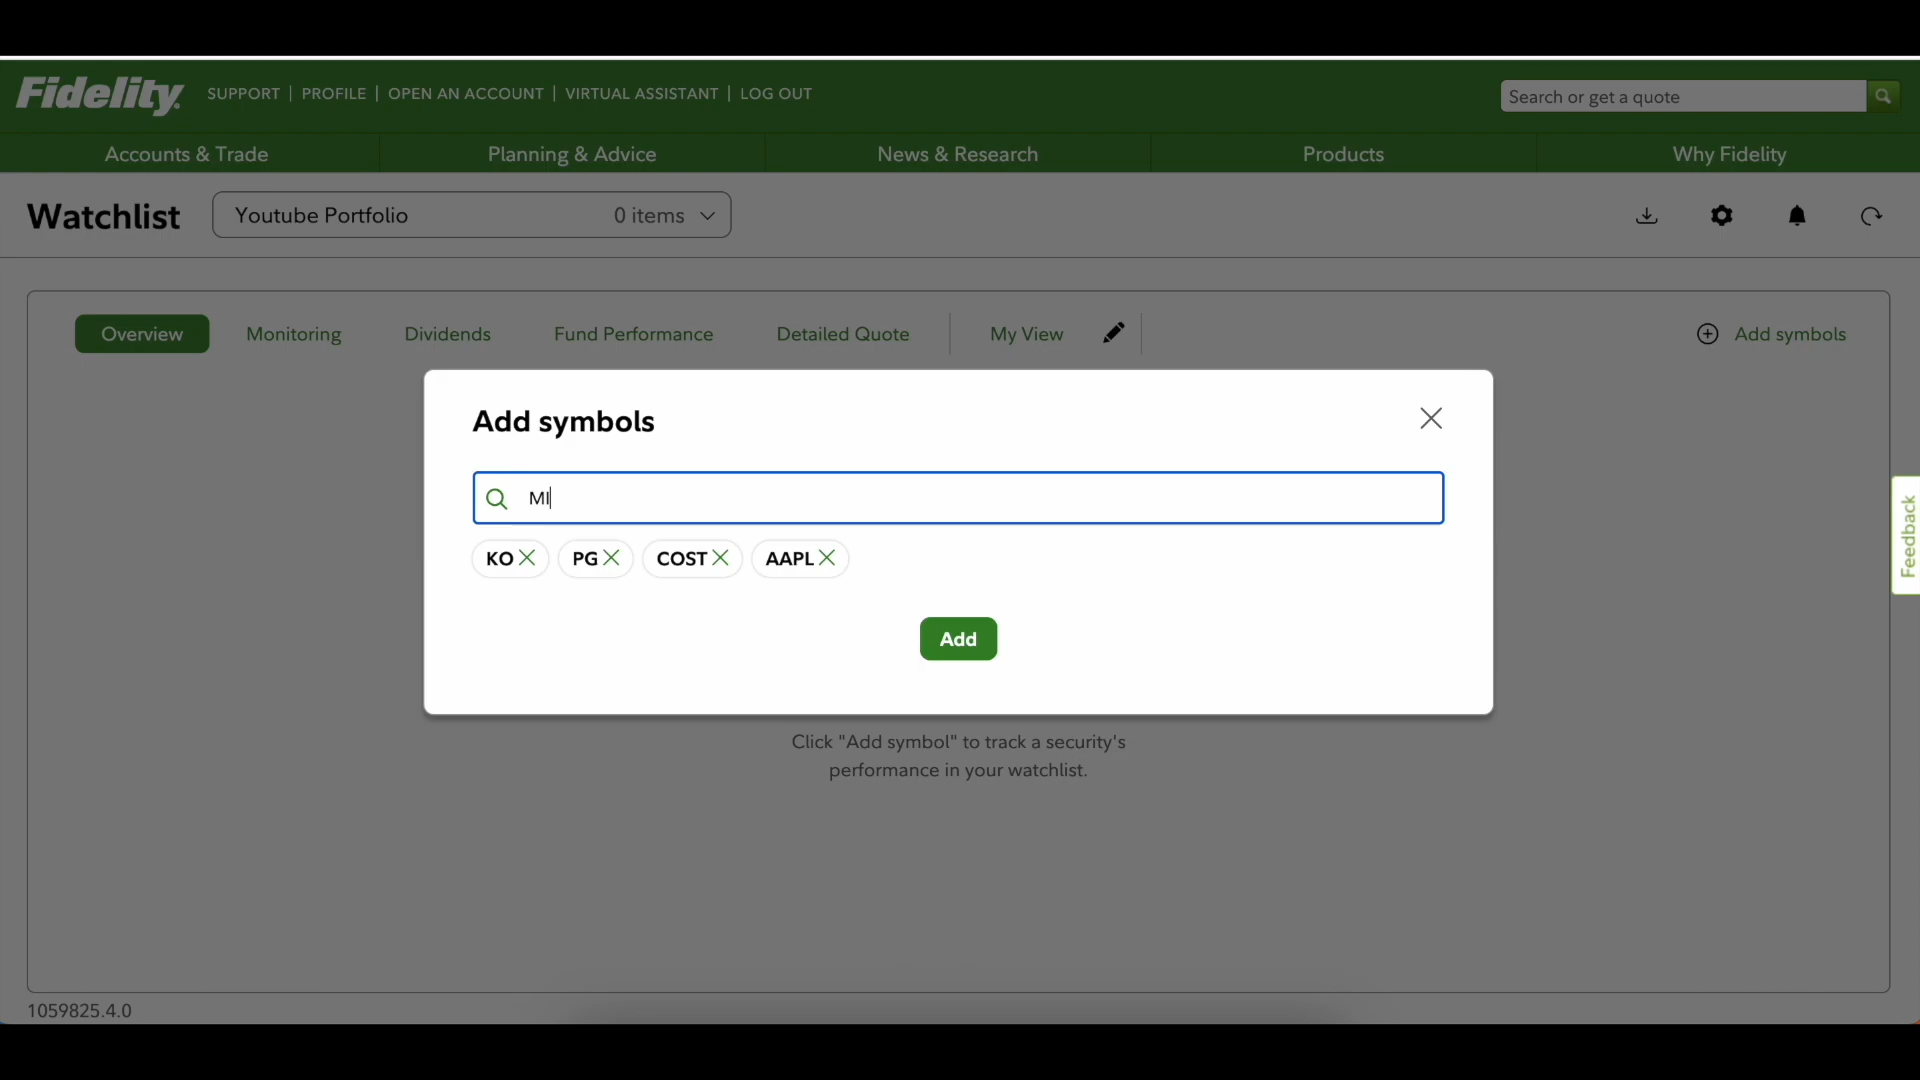 Fidelity
SUPPORT | PROFILE | OPEN AN ACCOUNT | VIRTUAL ASSISTANT | LOG OUT
Search or get a quote
Accounts & Trade Planning & Advice News & Research Products Why Fidelity
Watchlist Youtube Portfolio 0 items
Overview Monitoring Dividends Fund Performance Detailed Quote My View Add symbols
Add symbols
MI
KO PG COST AAPL
Add
Click "Add symbol" to track a security's
performance in your watchlist.
Feedback
1059825.4.0